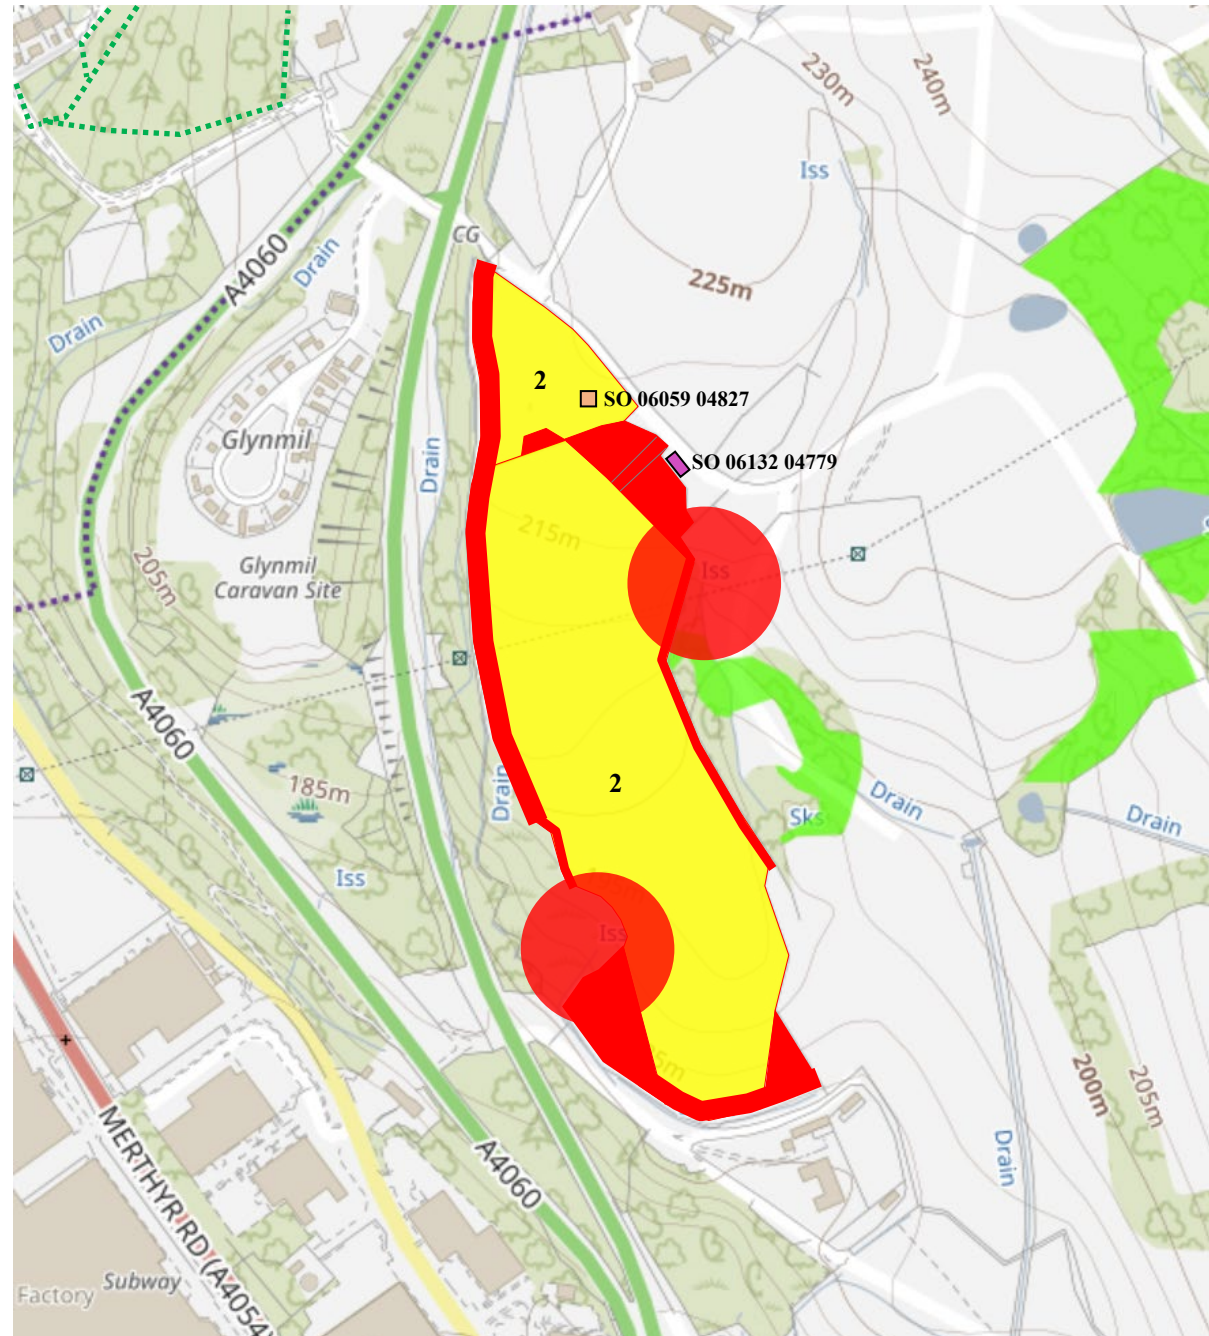 230m
240m
Iss
CG
A4060
Drain
225m
Drain
2
SO 06059 04827
Glynmil
Drain
SO 06132 04779
215m
205m
Glynmil
Caravan Site
Iss
A4060
Drain
185m
2
Drain
Sks
Drain
Iss
Iss
5m
200m
205m
Drain
A4060
MERTHYR RD (A4054)
Subway
Factory